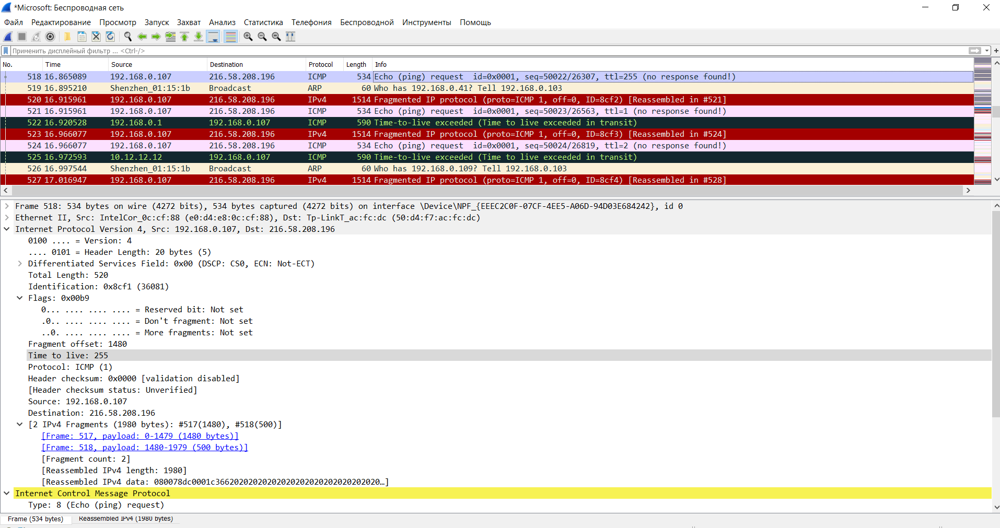 *Microsoft: Беспроводная сеть
Файл Редактирование Просмотр Запуск Захват Анализ Статистика Телефония Беспроводной Инструменты Помощь
Применить дисплейный фильтр ... <Ctrl-/>
No. Time Source Destination Protocol Length Info
518 16.865089 192.168.0.107 216.58.208.196 ICMP 534 Echo (ping) request id=0x0001, seq=50022/26307, ttl=255 (no response found!)
519 16.895210 Shenzhen_01:15:1b Broadcast ARP 60 Who has 192.168.0.41? Tell 192.168.0.103
520 16.915961 192.168.0.107 216.58.208.196 IPv4 1514 Fragmented IP protocol (proto=ICMP 1, off=0, ID=8cf2) [Reassembled in #521]
521 16.915961 192.168.0.107 216.58.208.196 ICMP 534 Echo (ping) request id=0x0001, seq=50023/26563, ttl=1 (no response found!)
522 16.920528 192.168.0.1 192.168.0.107 ICMP 590 Time-to-live exceeded (Time to live exceeded in transit)
523 16.966077 192.168.0.107 216.58.208.196 IPv4 1514 Fragmented IP protocol (proto=ICMP 1, off=0, ID=8cf3) [Reassembled in #524]
524 16.966077 192.168.0.107 216.58.208.196 ICMP 534 Echo (ping) request id=0x0001, seq=50024/26819, ttl=2 (no response found!)
525 16.972593 10.12.12.12 192.168.0.107 ICMP 590 Time-to-live exceeded (Time to live exceeded in transit)
526 16.997544 Shenzhen_01:15:1b Broadcast ARP 60 Who has 192.168.0.109? Tell 192.168.0.103
527 17.016947 192.168.0.107 216.58.208.196 IPv4 1514 Fragmented IP protocol (proto=ICMP 1, off=0, ID=8cf4) [Reassembled in #528]
Frame 518: 534 bytes on wire (4272 bits), 534 bytes captured (4272 bits) on interface \Device\NPF_{EEEC2C0F-07CF-4EE5-A06D-94D03E684242}, id 0
Ethernet II, Src: IntelCor_0c:cf:88 (e0:d4:e8:0c:cf:88), Dst: Tp-LinkT_ac:fc:dc (50:d4:f7:ac:fc:dc)
Internet Protocol Version 4, Src: 192.168.0.107, Dst: 216.58.208.196
0100 .... = Version: 4
.... 0101 = Header Length: 20 bytes (5)
Differentiated Services Field: 0x00 (DSCP: CS0, ECN: Not-ECT)
Total Length: 520
Identification: 0x8cf1 (36081)
Flags: 0x00b9
0... .... .... .... = Reserved bit: Not set
.0.. .... .... .... = Don't fragment: Not set
..0. .... .... .... = More fragments: Not set
Fragment offset: 1480
Time to live: 255
Protocol: ICMP (1)
Header checksum: 0x0000 [validation disabled]
[Header checksum status: Unverified]
Source: 192.168.0.107
Destination: 216.58.208.196
[2 IPv4 Fragments (1980 bytes): #517(1480), #518(500)]
[Frame: 517, payload: 0-1479 (1480 bytes)]
[Frame: 518, payload: 1480-1979 (500 bytes)]
[Fragment count: 2]
[Reassembled IPv4 length: 1980]
[Reassembled IPv4 data: 080078dc0001c36620202020202020202020202020202020…]
Internet Control Message Protocol
Type: 8 (Echo (ping) request)
Frame (534 bytes) Reassembled IPv4 (1980 bytes)